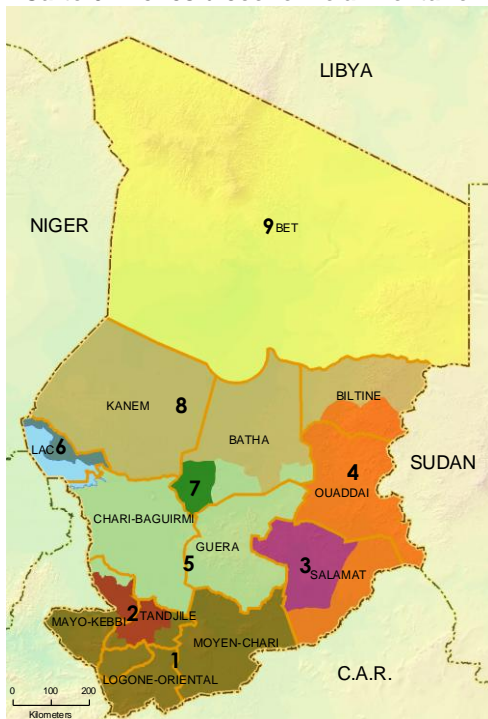 LIBYA
NIGER
9 BET
KANEM 8
BILTINE
BATHA
LAC 6
SUDAN
4
OUADDAI
7
CHARI-BAGUIRMI
GUERA
5
3 SALAMAT
2 TANDJILE
MAYO-KEBBI
MOYEN-CHARI
1
LOGONE-ORIENTAL
C.A.R.
0 100 200
Kilometers